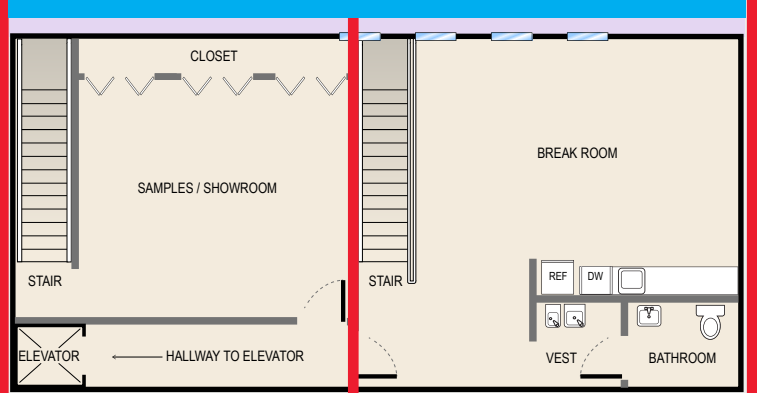 CLOSET
BREAK ROOM
SAMPLES / SHOWROOM
STAIR
STAIR
REF
DW
ELEVATOR
HALLWAY TO ELEVATOR
VEST
BATHROOM